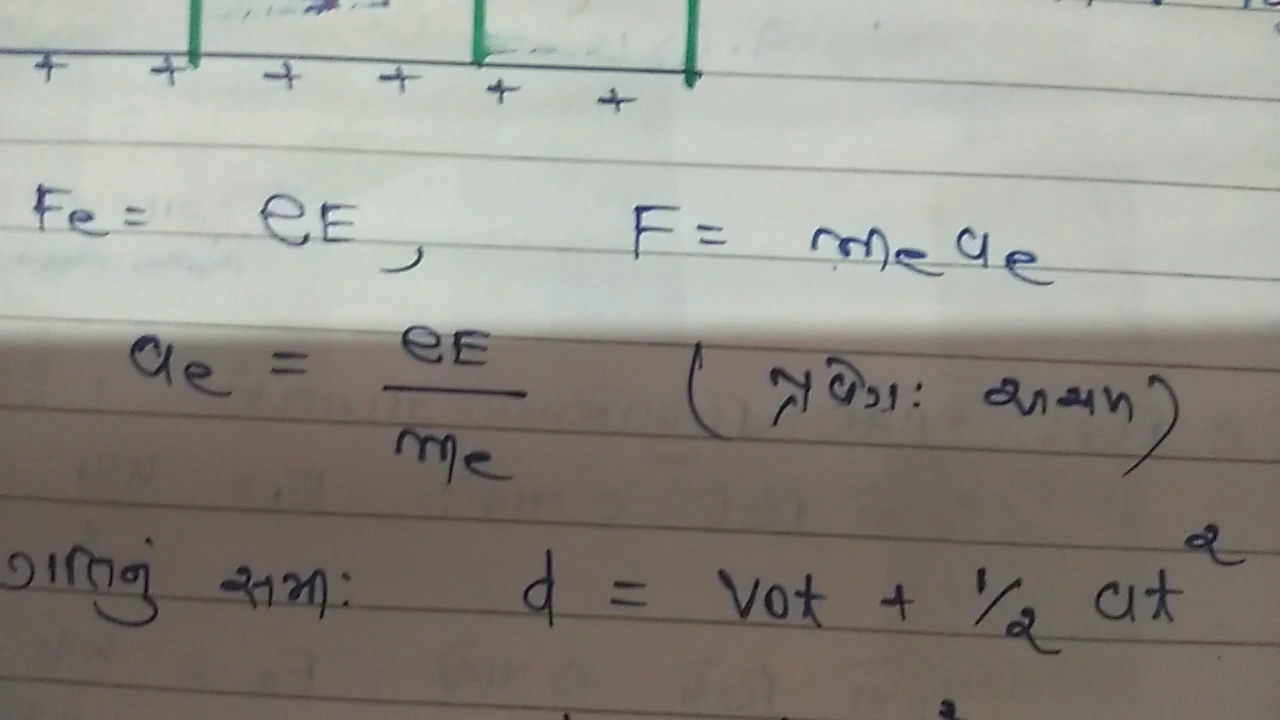 + + + + + +
Fe = eE, F = me ae
ae = eE / me (પ્રવેગ: અચળ)
ગતિનું સમી: d = v0t + 1/2 at²